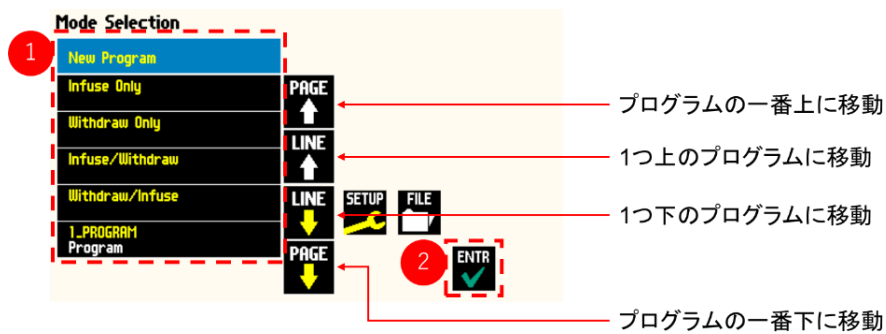 Mode Selection
1
New Program
Infuse Only
Withdraw Only
Infuse/Withdraw
Withdraw/Infuse
1_PROGRAM
Program
PAGE
LINE
LINE
PAGE
SETUP
FILE
2
ENTR
プログラムの一番上に移動
1つ上のプログラムに移動
1つ下のプログラムに移動
プログラムの一番下に移動